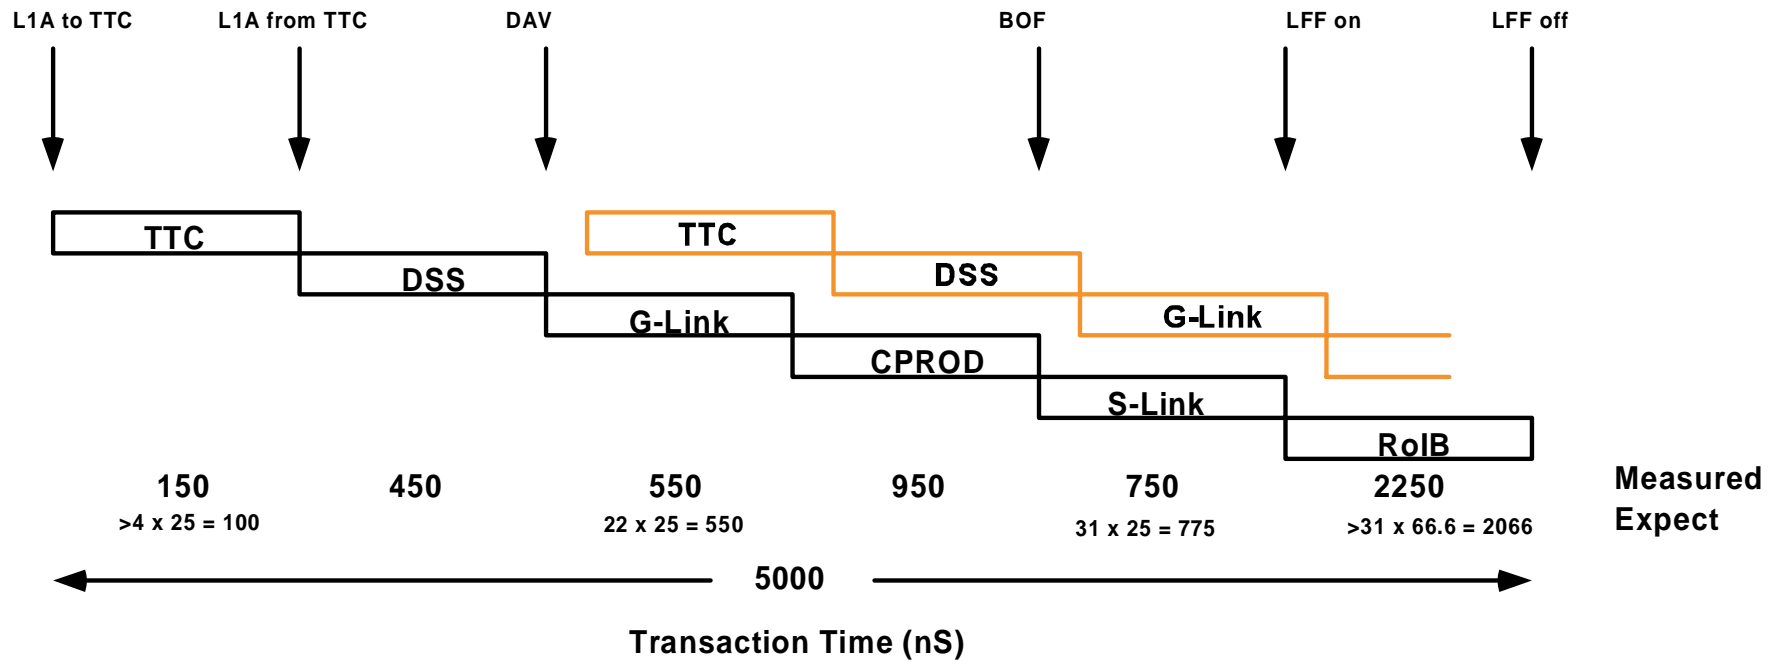 L1A to TTC L1A from TTC DAV BOF LFF on LFF off
TTC TTC
DSS DSS
G-Link G-Link
CPROD
S-Link
RoIB
150 450 550 950 750 2250 Measured
>4 x 25 = 100 22 x 25 = 550 31 x 25 = 775 >31 x 66.6 = 2066 Expect
5000
Transaction Time (nS)